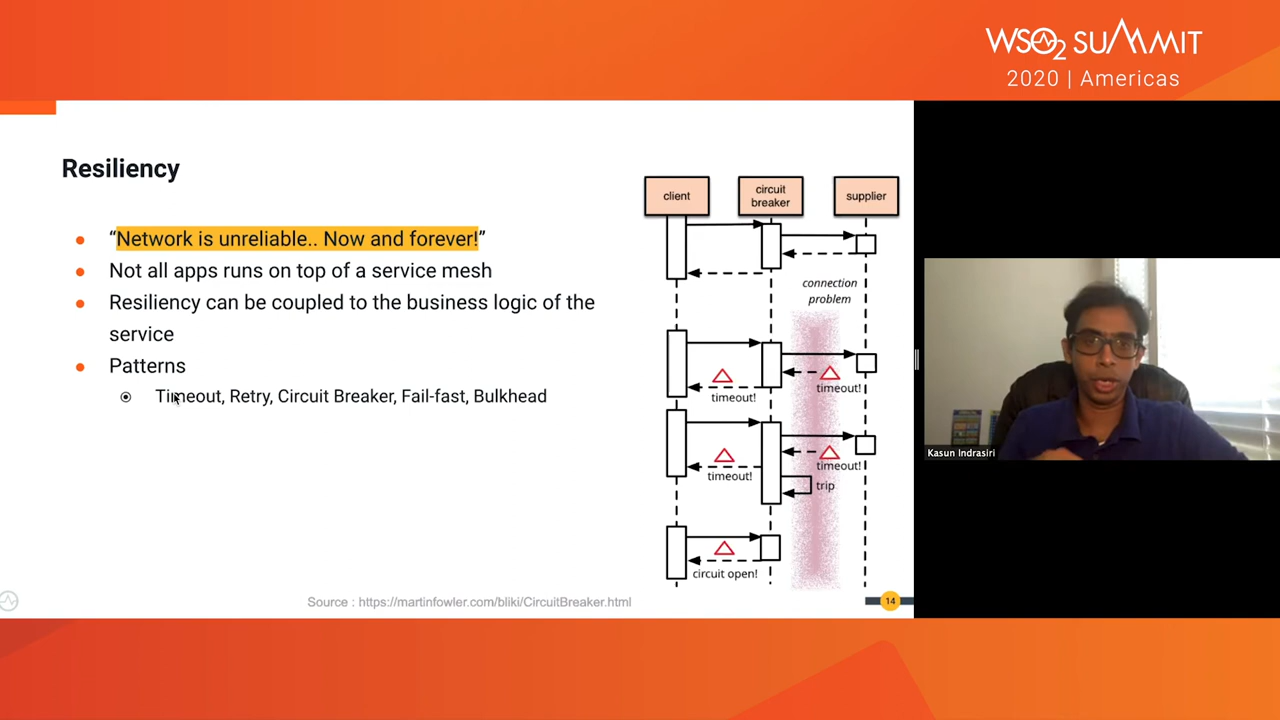 WSO2 SUMMIT
2020 | Americas
Resiliency
“Network is unreliable.. Now and forever!”
Not all apps runs on top of a service mesh
Resiliency can be coupled to the business logic of the
service
Patterns
Timeout, Retry, Circuit Breaker, Fail-fast, Bulkhead
client
circuit
breaker
supplier
connection
problem
timeout!
timeout!
timeout!
timeout!
trip
circuit open!
Source : https://martinfowler.com/bliki/CircuitBreaker.html
14
Kasun Indrasiri